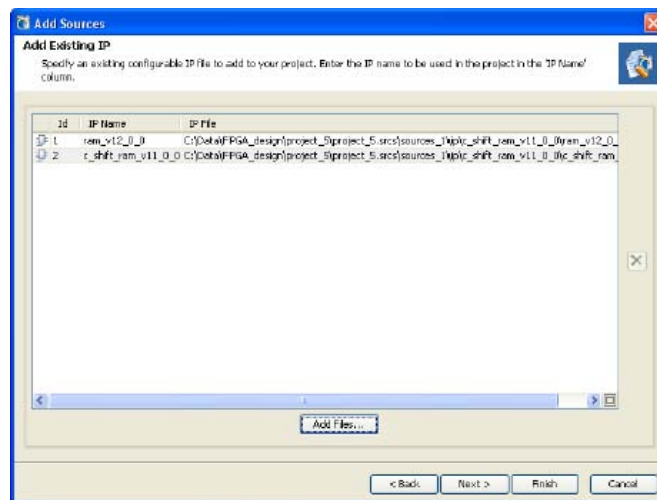 Add Sources
Add Existing IP
Specify an existing configurable IP file to add to your project. Enter the IP name to be used in the project in the 'IP Name'
column.
Id IP Name IP File
1 ram_v12_0_0 C:\Data\FPGA_design\project_5\project_5.srcs\sources_1\ip\c_shift_ram_v11_0_0\ram_v12_0_
2 c_shift_ram_v11_0_0 C:\Data\FPGA_design\project_5\project_5.srcs\sources_1\ip\c_shift_ram_v11_0_0\c_shift_ram_
Add Files...
< Back Next > Finish Cancel